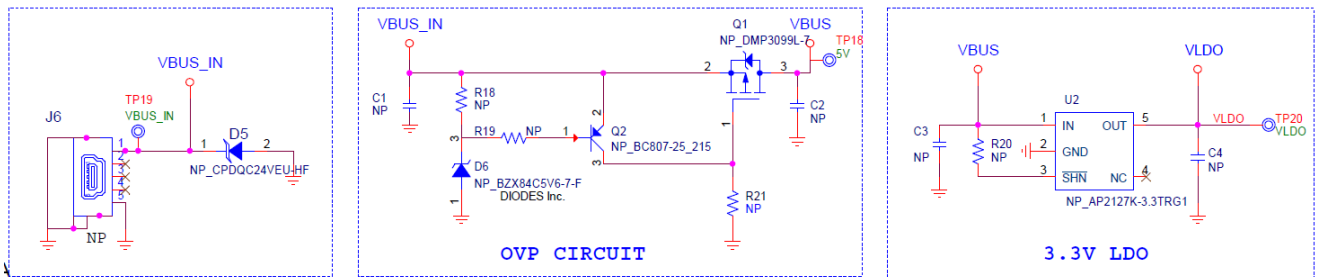 VBUS_IN
TP19
VBUS_IN
J6
1
2
3
4
5
NP
1
D5
2
NP_CPDQC24VEU-HF
VBUS_IN
Q1
VBUS
NP_DMP3099L-7
TP18
5V
2
3
1
C1
NP
R18
NP
R19
NP
1
2
3
Q2
NP_BC807-25_215
3
D6
NP_BZX84C5V6-7-F
DIODES Inc.
1
C2
NP
R21
NP
OVP CIRCUIT
VBUS
VLDO
U2
C3
NP
R20
NP
1
IN
OUT
5
VLDO
TP20
VLDO
2
GND
3
SHN
NC
4
C4
NP
NP_AP2127K-3.3TRG1
3.3V LDO